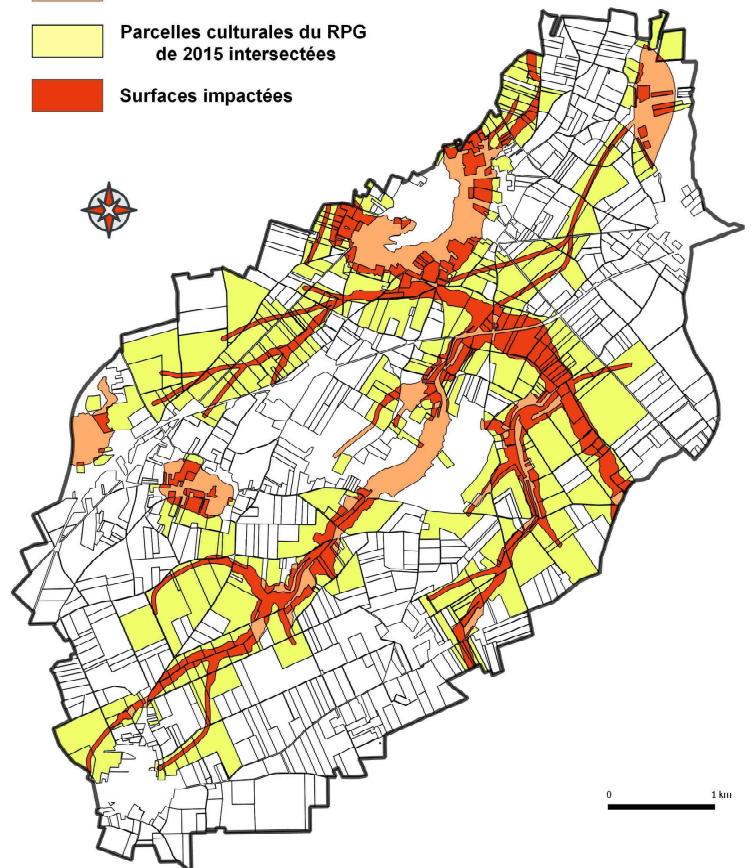 Parcelles culturales du RPG
de 2015 intersectées
Surfaces impactées
0 1 km